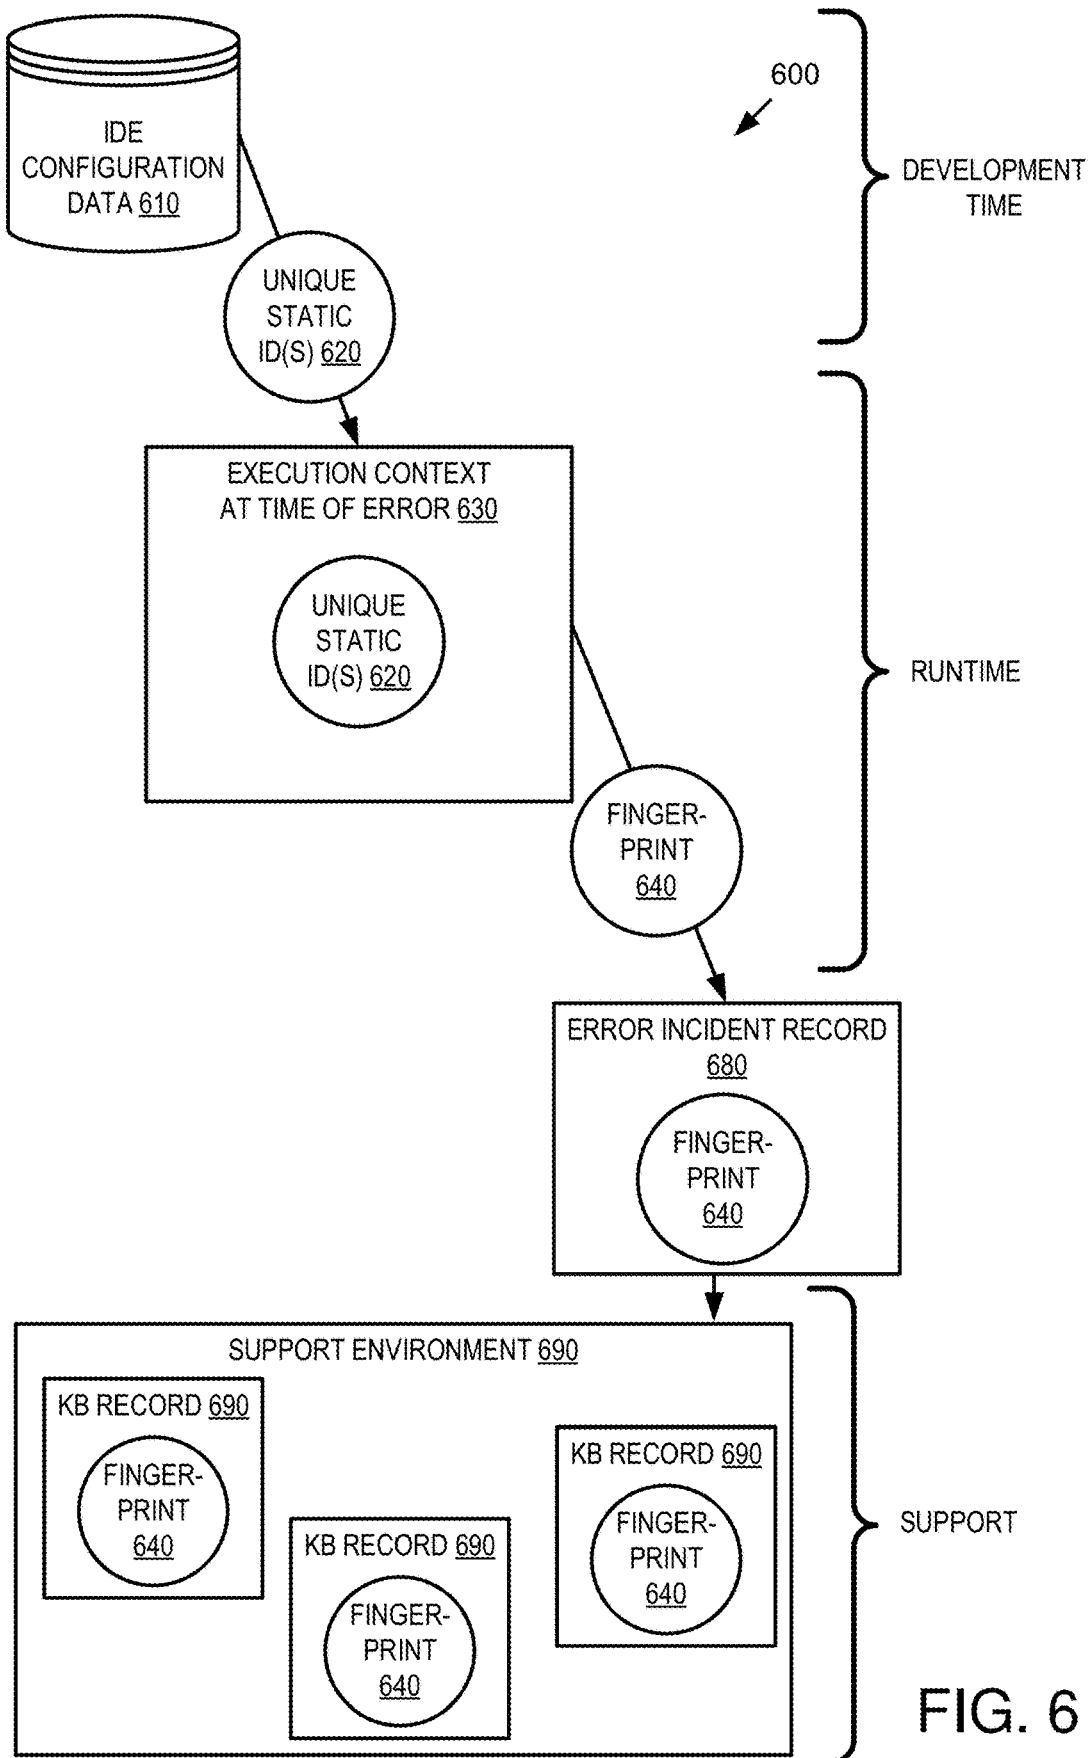 600
IDE
CONFIGURATION
DATA 610
DEVELOPMENT
TIME
UNIQUE
STATIC
ID(S) 620
EXECUTION CONTEXT
AT TIME OF ERROR 630
UNIQUE
STATIC
ID(S) 620
RUNTIME
FINGER-
PRINT
640
ERROR INCIDENT RECORD
680
FINGER-
PRINT
640
SUPPORT ENVIRONMENT 690
KB RECORD 690
FINGER-
PRINT
640
KB RECORD 690
FINGER-
PRINT
640
KB RECORD 690
FINGER-
PRINT
640
SUPPORT
FIG. 6